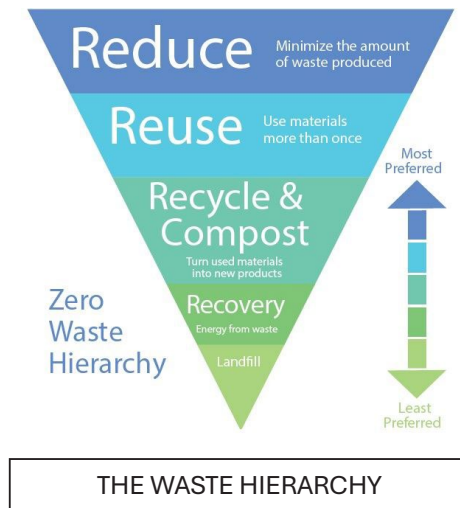 Reduce
Minimize the amount
of waste produced
Reuse
Use materials
more than once
Recycle &
Compost
Turn used materials
into new products
Recovery
Energy from waste
Landfill
Zero
Waste
Hierarchy
Most
Preferred
Least
Preferred
THE WASTE HIERARCHY